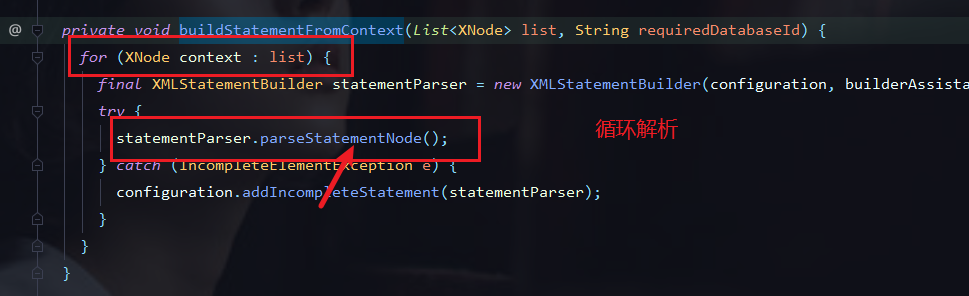 @ private void buildStatementFromContext(List<XNode> list, String requiredDatabaseId) {
for (XNode context : list) {
final XMLStatementBuilder statementParser = new XMLStatementBuilder(configuration, builderAssista
try {
statementParser.parseStatementNode();
循环解析
} catch (IncompleteElementException e) {
configuration.addIncompleteStatement(statementParser);
}
}
}